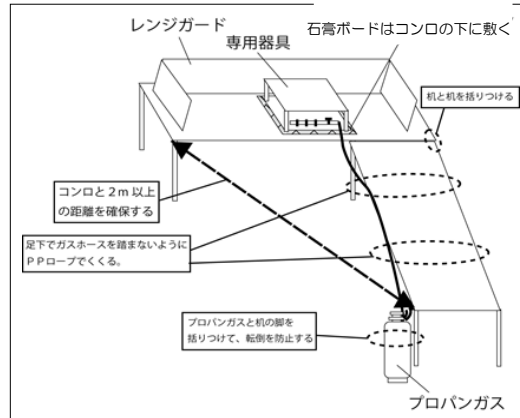 レンジガード
専用器具
石膏ボードはコンロの下に敷く
机と机を括りつける
コンロと2m以上
の距離を確保する
足下でガスホースを踏まないように
PPロープでくくる。
プロパンガスと机の脚を
括りつけて、転倒を防止する
プロパンガス